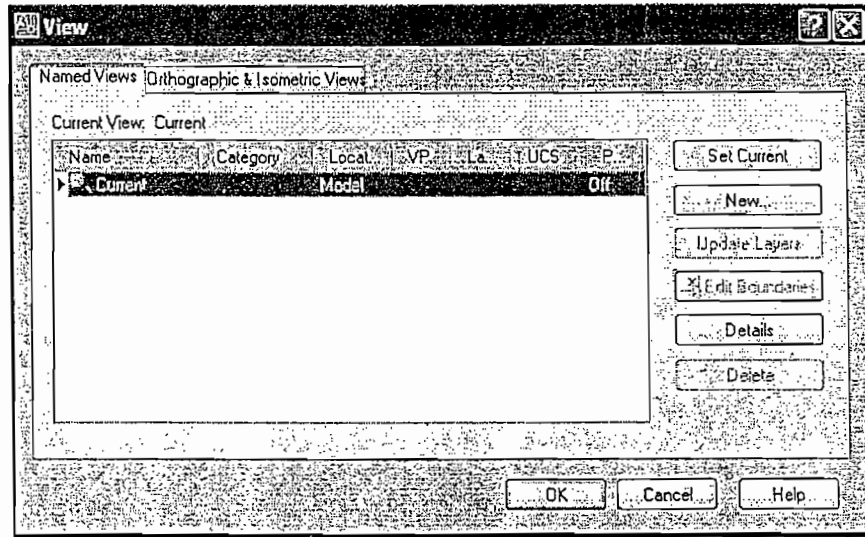 View
Named Views Orthographic & Isometric Views
Current View: Current
Name Category Locat... VP... La... UCS P...
Current Model Off
Set Current
New...
Update Layers
Edit Boundaries...
Details
Delete
OK Cancel Help